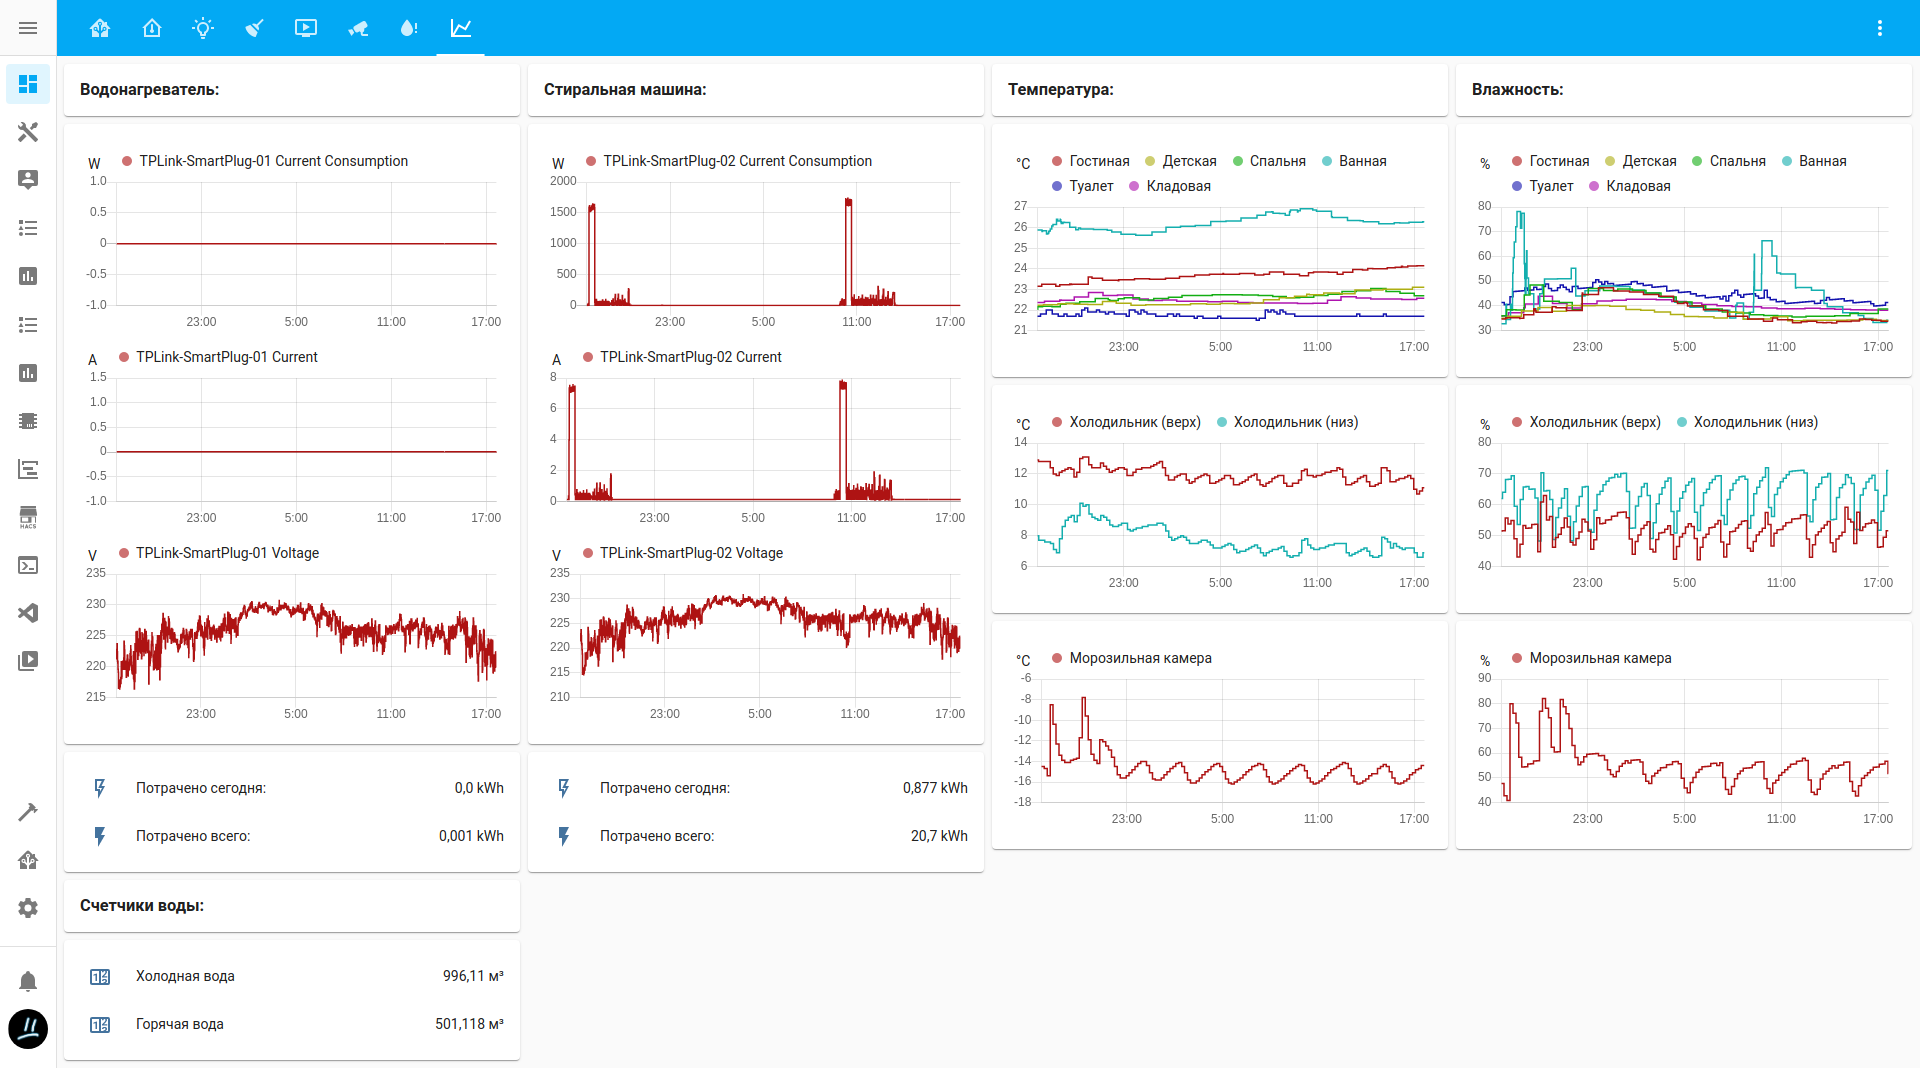 Водонагреватель:
W
TPLink-SmartPlug-01 Current Consumption
1.0
0.5
0
-0.5
-1.0
23:00 5:00 11:00 17:00
A
TPLink-SmartPlug-01 Current
1.5
1.0
0.5
0
-0.5
-1.0
23:00 5:00 11:00 17:00
V
TPLink-SmartPlug-01 Voltage
235
230
225
220
215
23:00 5:00 11:00 17:00
Потрачено сегодня: 0,0 kWh
Потрачено всего: 0,001 kWh
Счетчики воды:
Холодная вода 996,11 м³
Горячая вода 501,118 м³
Стиральная машина:
W
TPLink-SmartPlug-02 Current Consumption
2000
1500
1000
500
0
23:00 5:00 11:00 17:00
A
TPLink-SmartPlug-02 Current
8
6
4
2
0
23:00 5:00 11:00 17:00
V
TPLink-SmartPlug-02 Voltage
235
230
225
220
215
210
23:00 5:00 11:00 17:00
Потрачено сегодня: 0,877 kWh
Потрачено всего: 20,7 kWh
Температура:
°C
Гостиная Детская Спальня Ванная
Туалет Кладовая
27
26
25
24
23
22
21
23:00 5:00 11:00 17:00
°C
Холодильник (верх) Холодильник (низ)
14
12
10
8
6
23:00 5:00 11:00 17:00
°C
Морозильная камера
-6
-8
-10
-12
-14
-16
-18
23:00 5:00 11:00 17:00
Влажность:
%
Гостиная Детская Спальня Ванная
Туалет Кладовая
80
70
60
50
40
30
23:00 5:00 11:00 17:00
%
Холодильник (верх) Холодильник (низ)
80
70
60
50
40
23:00 5:00 11:00 17:00
%
Морозильная камера
90
80
70
60
50
40
23:00 5:00 11:00 17:00
HACS